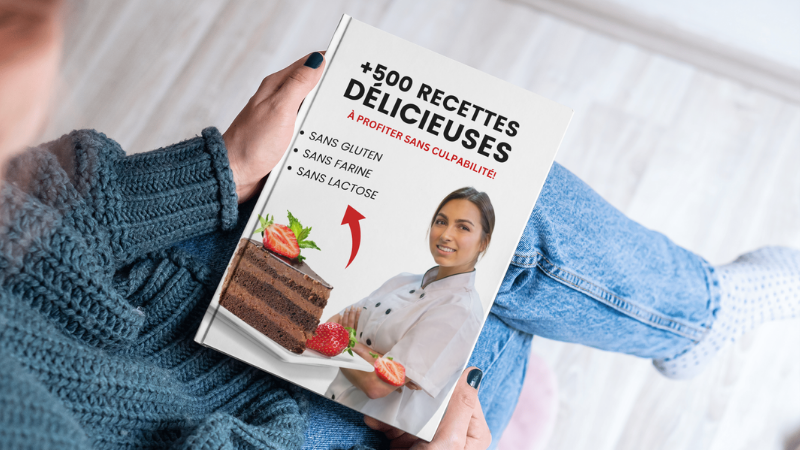 +500 RECETTES
DÉLICIEUSES
À PROFITER SANS CULPABILITÉ!
• SANS GLUTEN
• SANS FARINE
• SANS LACTOSE